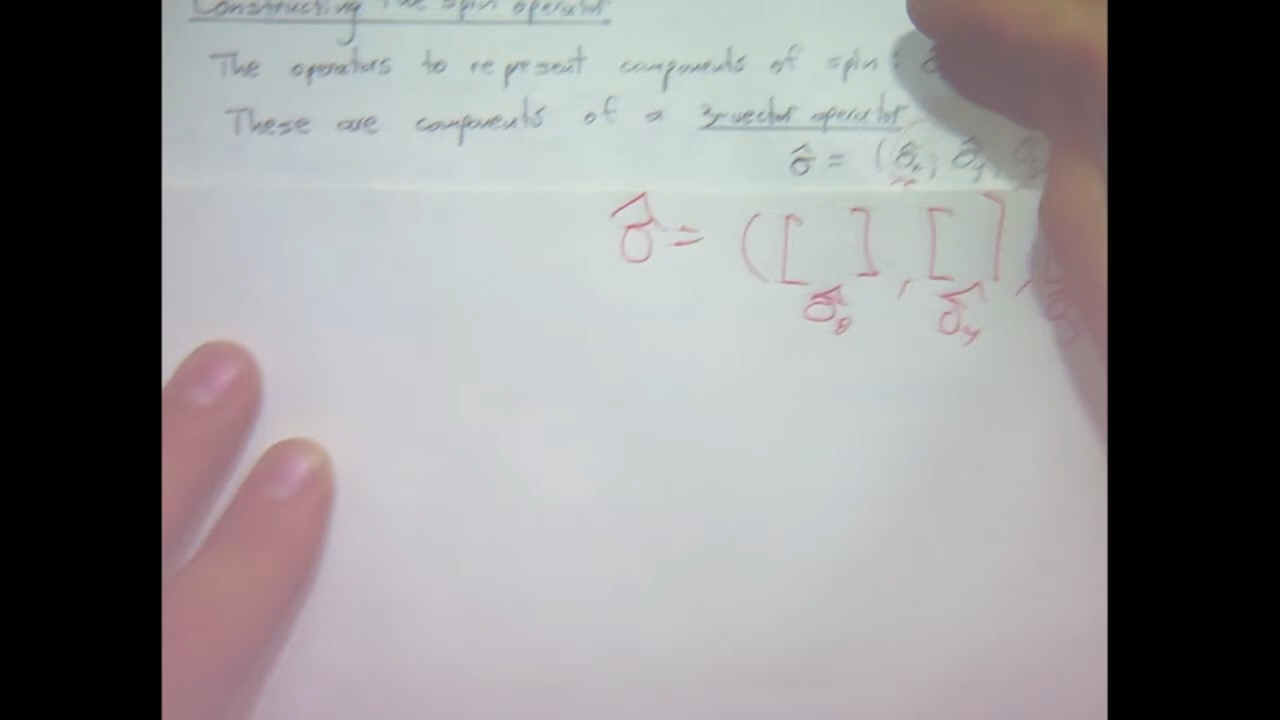 Constructing The spin operator
The operators to represent components of spin :
These are components of a 3-vector operator
σ̂ = (σ̂x, σ̂y,
σ̂ = ([ ], [ ],
σ̂x σ̂y